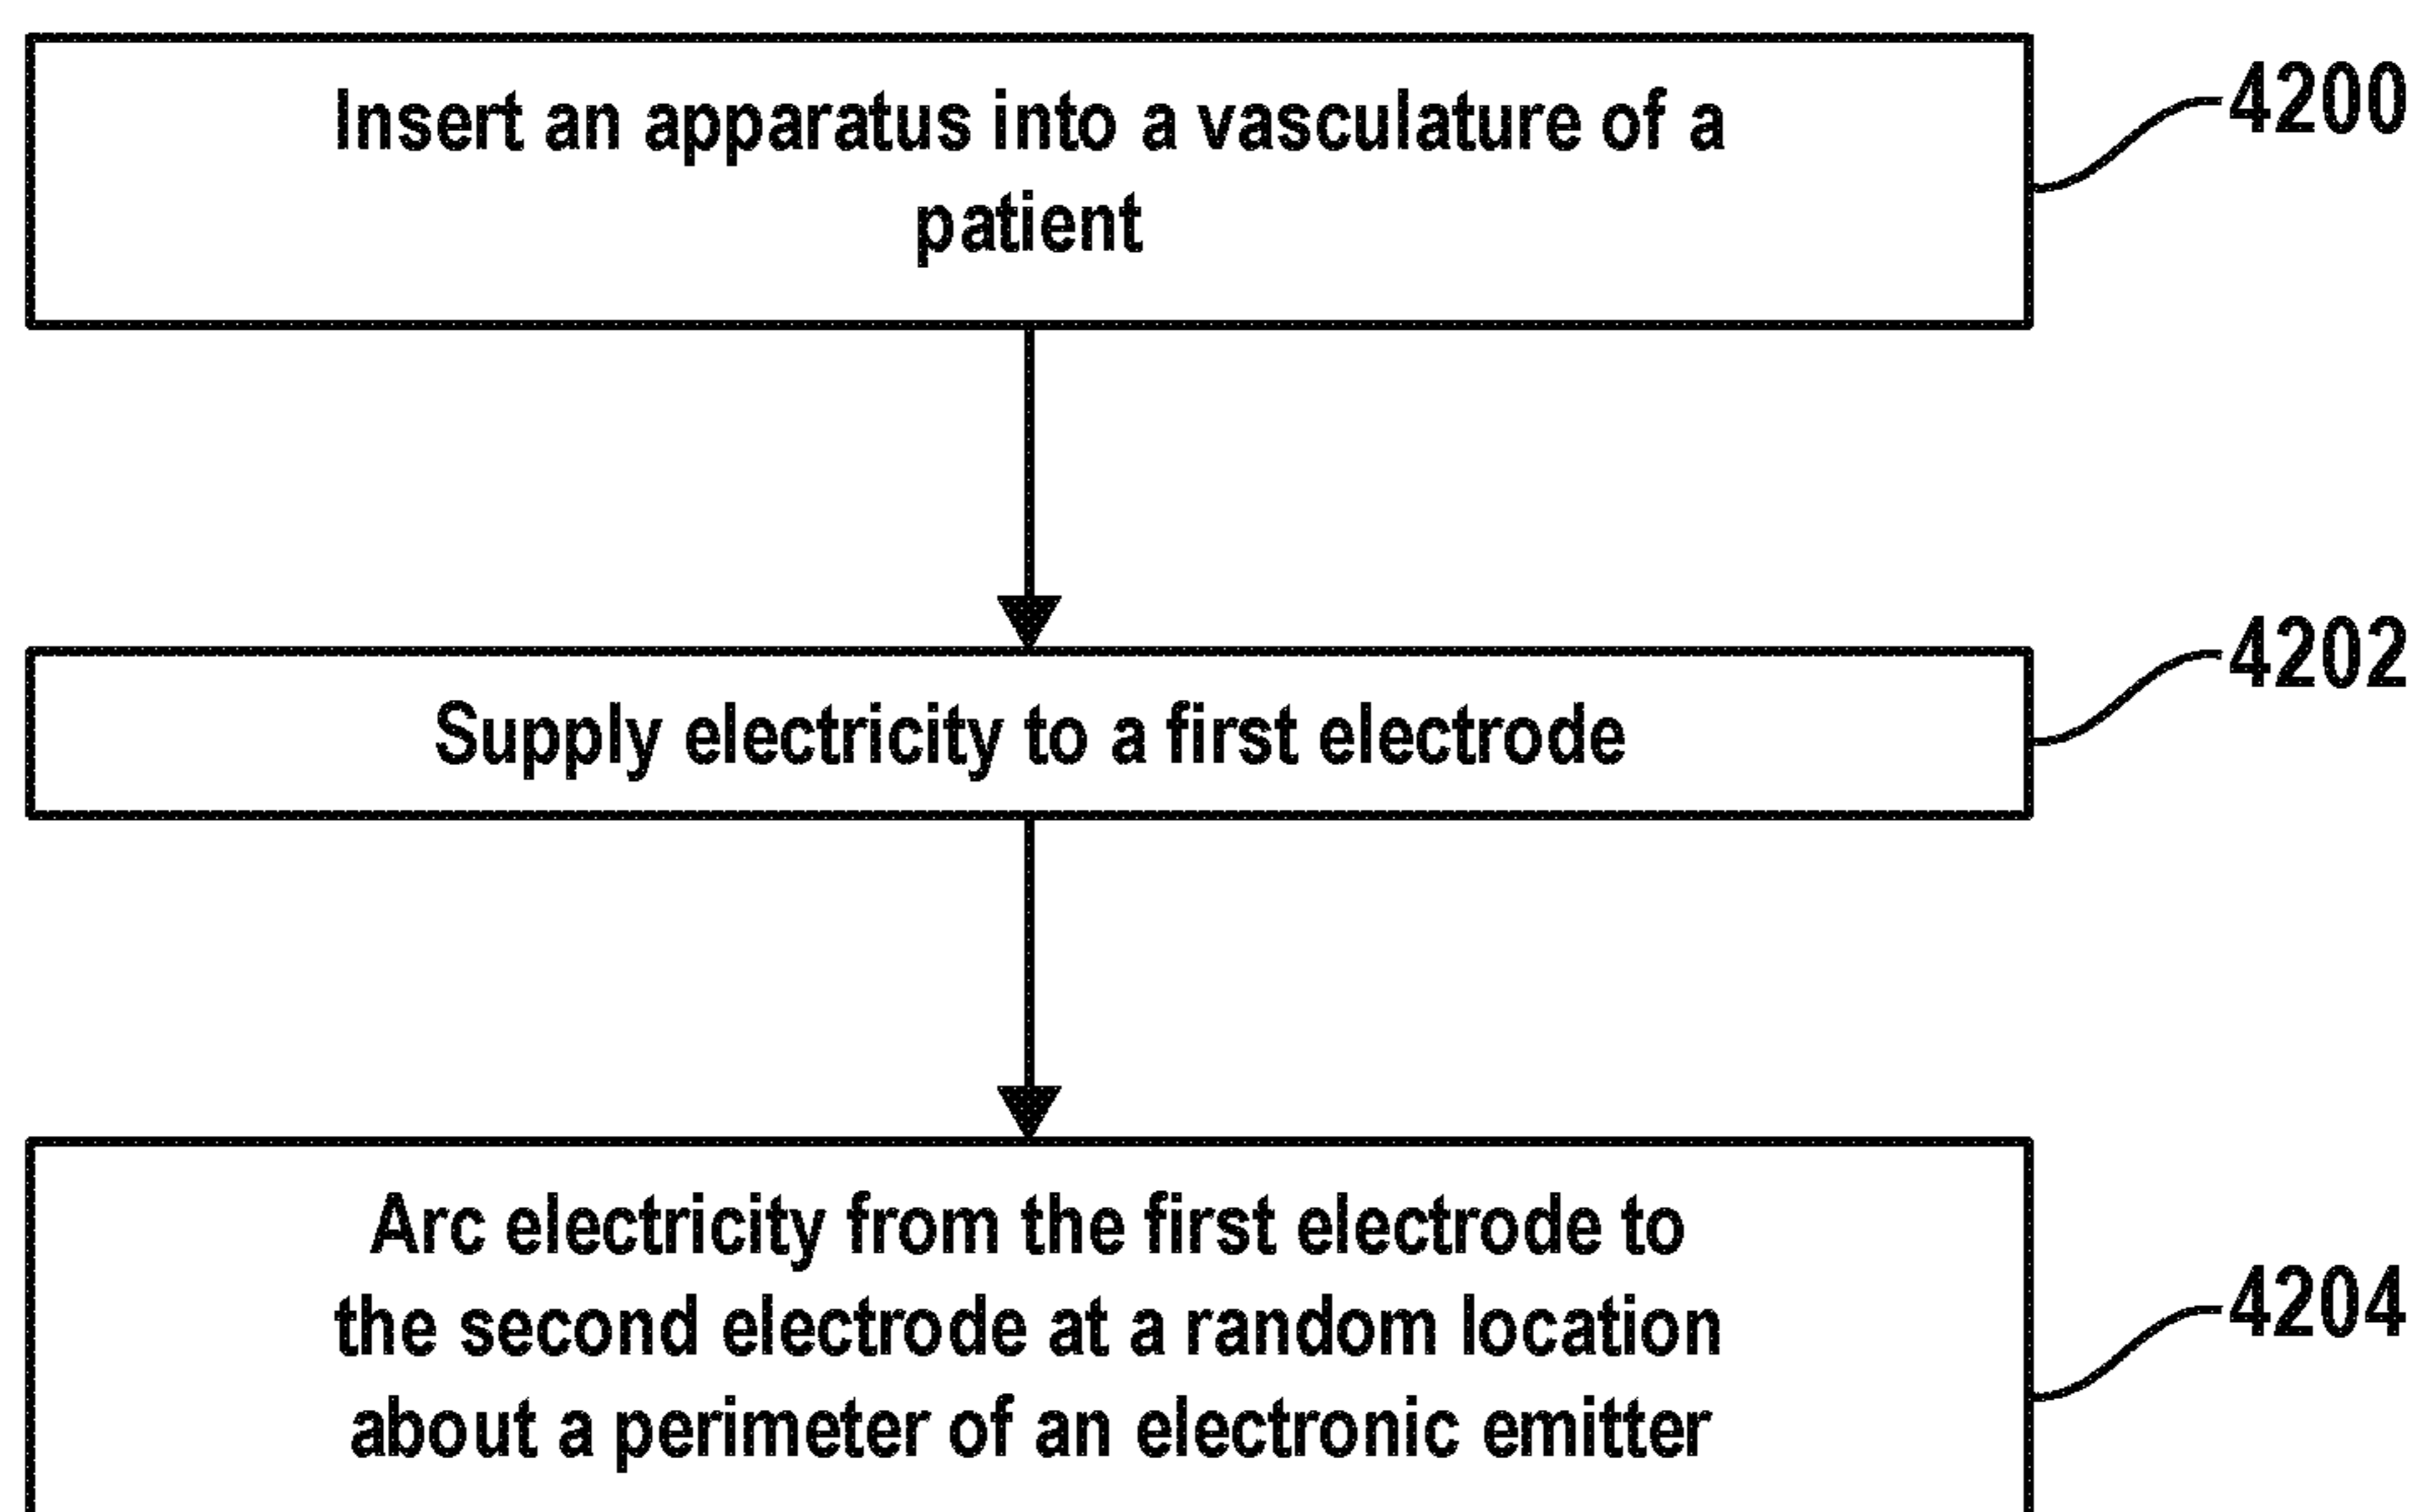 Insert an apparatus into a vasculature of a
patient
4200
Supply electricity to a first electrode
4202
Arc electricity from the first electrode to
the second electrode at a random location
about a perimeter of an electronic emitter
4204